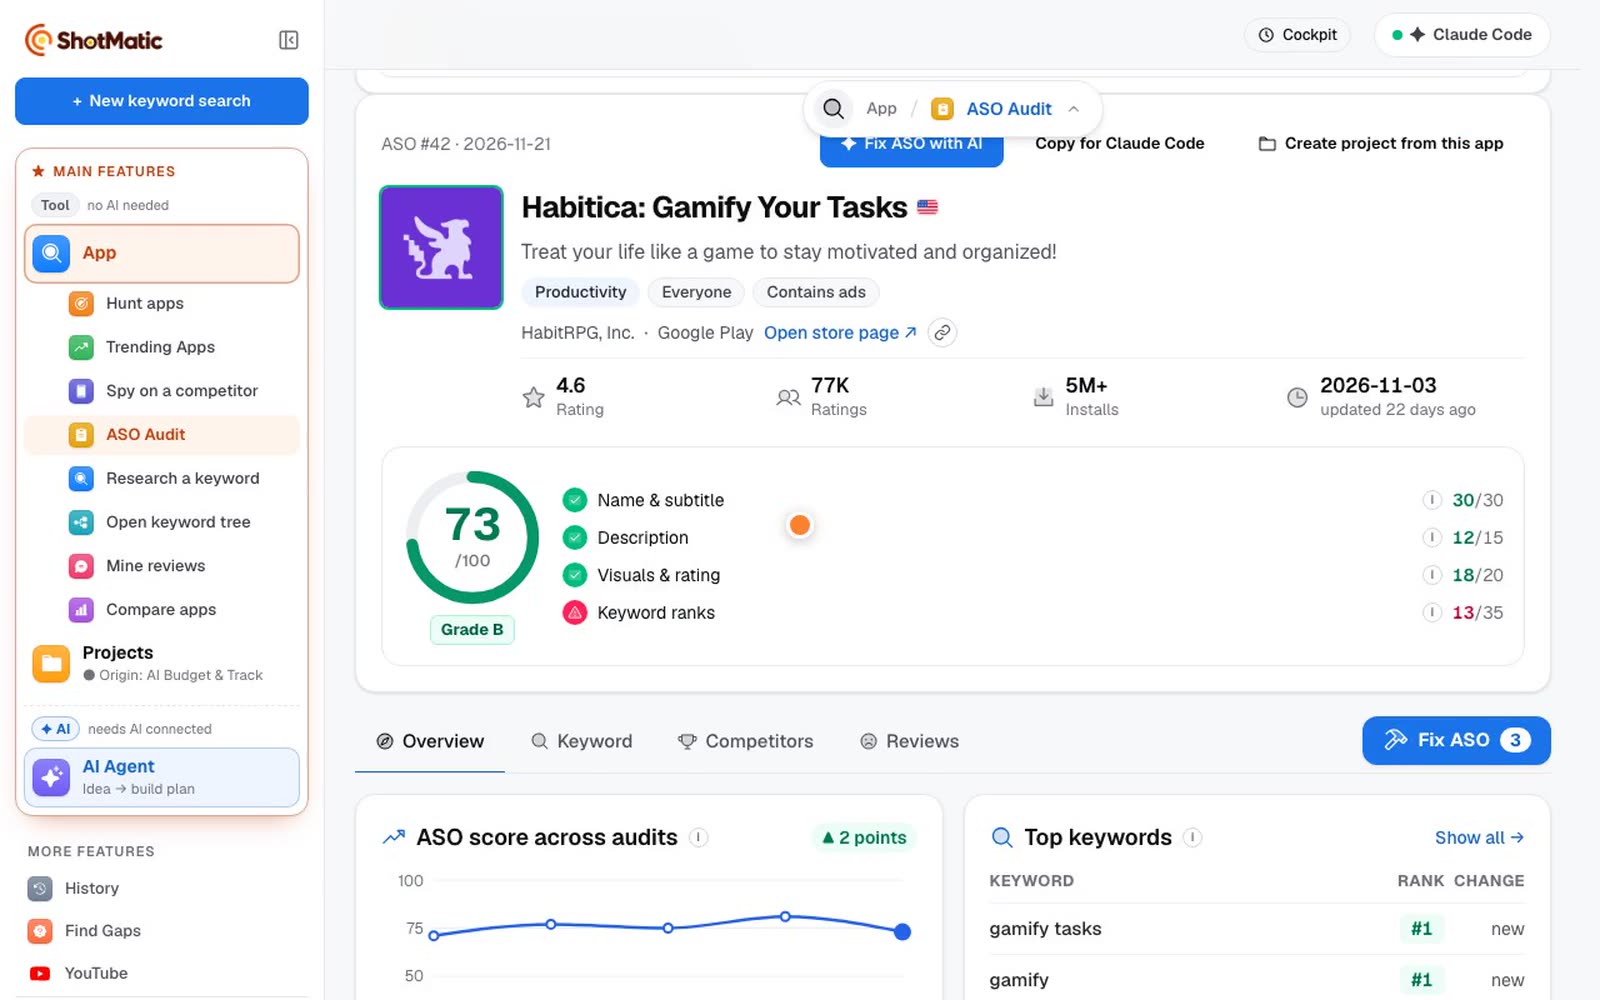 ShotMatic
+ New keyword search
MAIN FEATURES
Tool no AI needed
App
Hunt apps
Trending Apps
Spy on a competitor
ASO Audit
Research a keyword
Open keyword tree
Mine reviews
Compare apps
Projects
Origin: AI Budget & Track
AI needs AI connected
AI Agent
Idea → build plan
MORE FEATURES
History
Find Gaps
YouTube
Cockpit
Claude Code
App / ASO Audit
ASO #42 · 2026-11-21
Fix ASO with AI
Copy for Claude Code
Create project from this app
Habitica: Gamify Your Tasks
Treat your life like a game to stay motivated and organized!
Productivity Everyone Contains ads
HabitRPG, Inc. · Google Play Open store page ↗
4.6
Rating
77K
Ratings
5M+
Installs
2026-11-03
updated 22 days ago
73
/100
Grade B
Name & subtitle 30/30
Description 12/15
Visuals & rating 18/20
Keyword ranks 13/35
Overview
Keyword
Competitors
Reviews
Fix ASO 3
ASO score across audits
▲ 2 points
100
75
50
Top keywords
Show all →
KEYWORD RANK CHANGE
gamify tasks #1 new
gamify #1 new